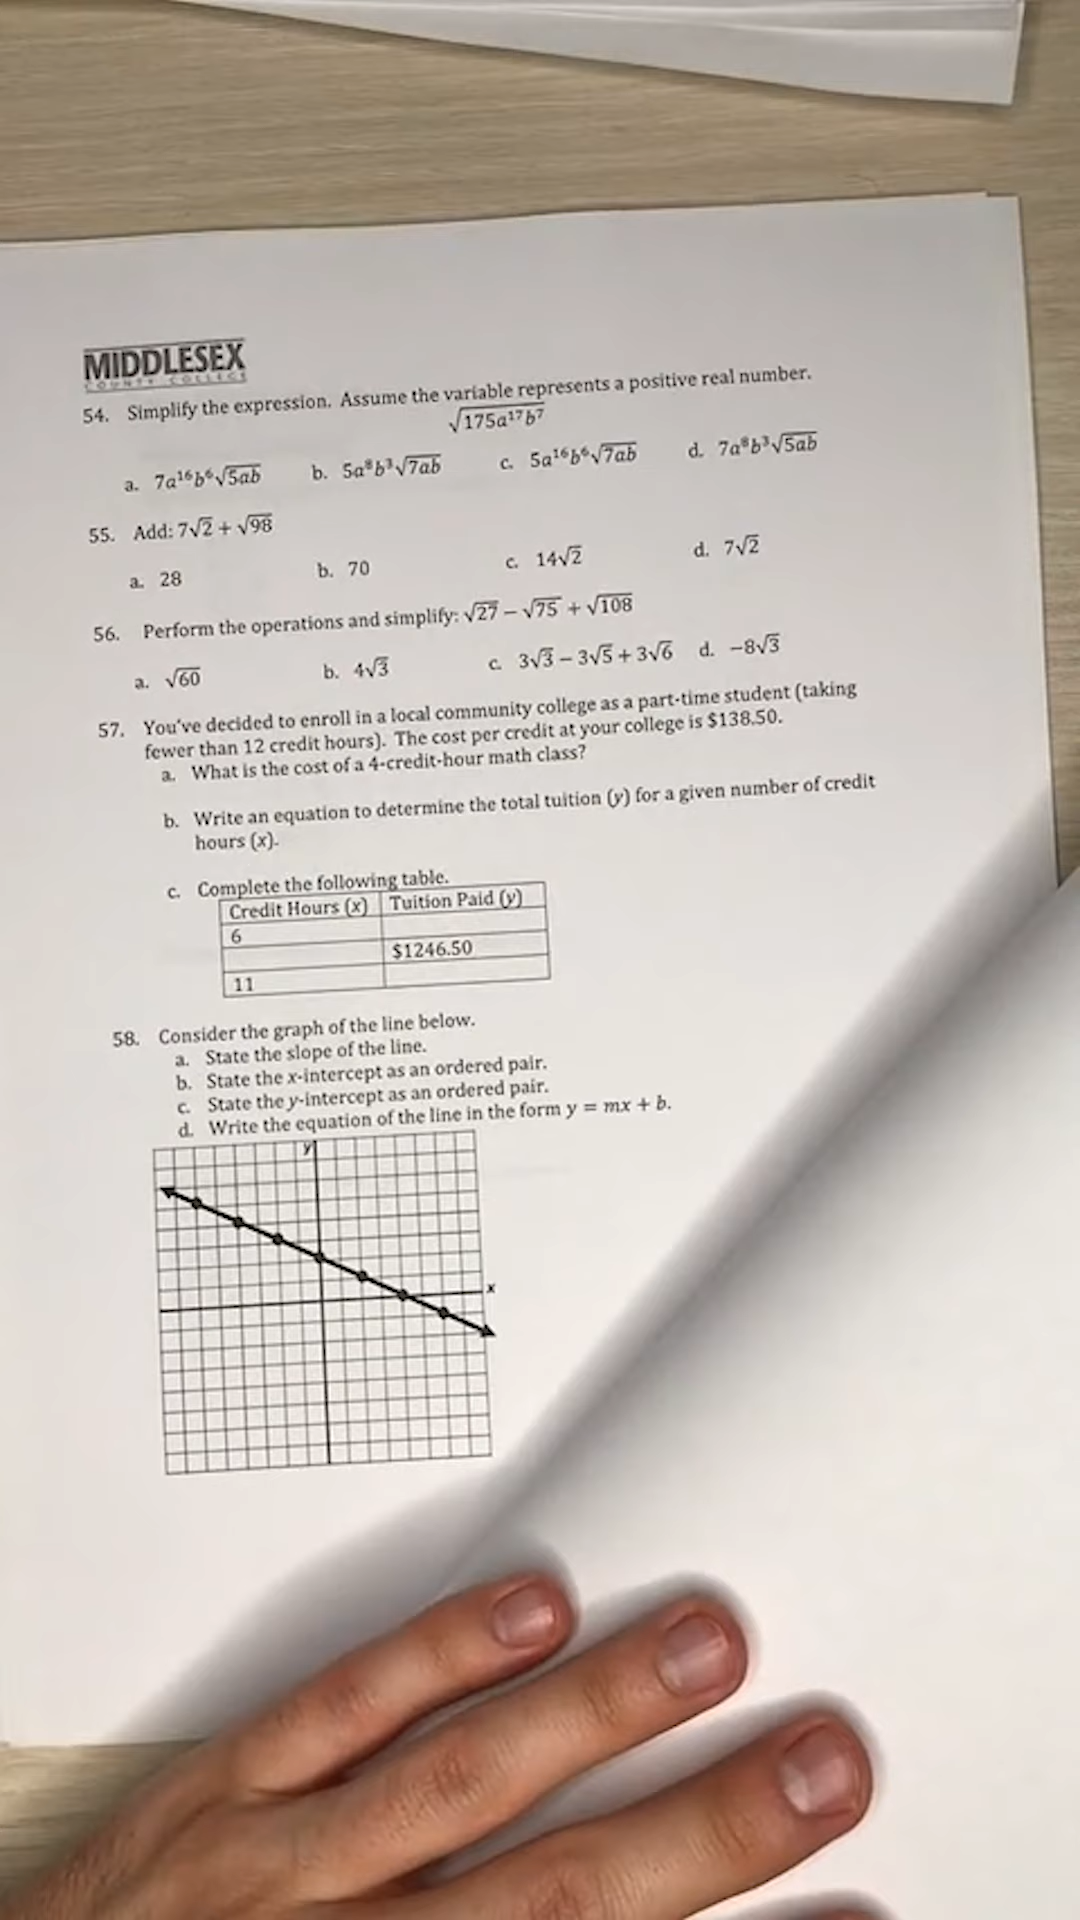 MIDDLESEX
COUNTY COLLEGE
54. Simplify the expression. Assume the variable represents a positive real number.
√175a¹⁷b⁷
a. 7a¹⁶b⁶√5ab b. 5a⁸b³√7ab c. 5a¹⁶b⁶√7ab d. 7a⁸b³√5ab
55. Add: 7√2 + √98
a. 28 b. 70 c. 14√2 d. 7√2
56. Perform the operations and simplify: √27 − √75 + √108
a. √60 b. 4√3 c. 3√3 − 3√5 + 3√6 d. −8√3
57. You've decided to enroll in a local community college as a part-time student (taking
fewer than 12 credit hours). The cost per credit at your college is $138.50.
a. What is the cost of a 4-credit-hour math class?
b. Write an equation to determine the total tuition (y) for a given number of credit
hours (x).
c. Complete the following table.
Credit Hours (x) Tuition Paid (y)
6
$1246.50
11
58. Consider the graph of the line below.
a. State the slope of the line.
b. State the x-intercept as an ordered pair.
c. State the y-intercept as an ordered pair.
d. Write the equation of the line in the form y = mx + b.
y
x